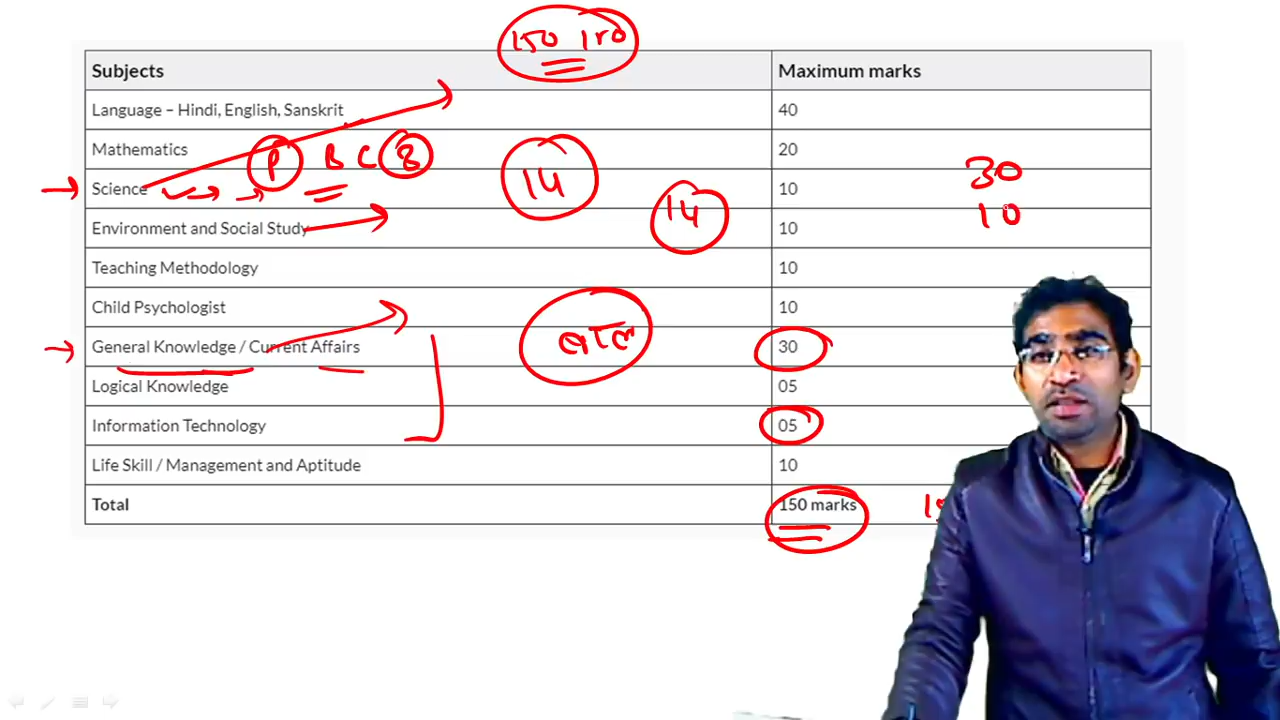 150 150
Subjects Maximum marks
Language – Hindi, English, Sanskrit 40
Mathematics 20
P B C
30
Science 10
14
14
10
Environment and Social Study 10
Teaching Methodology 10
Child Psychologist 10
General Knowledge / Current Affairs 30
Logical Knowledge 05
Information Technology 05
Life Skill / Management and Aptitude 10
Total 150 marks